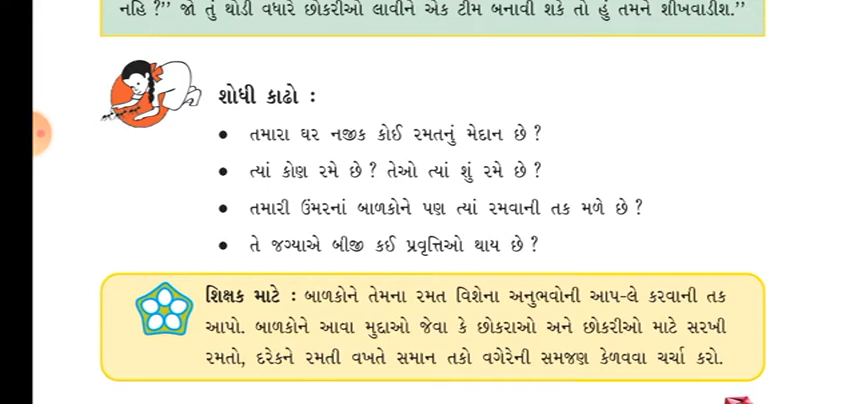 નહિ ?” જો તું થોડી વધારે છોકરીઓ લાવીને એક ટીમ બનાવી શકે તો હું તમને શીખવાડીશ.”
શોધી કાઢો :
• તમારા ઘર નજીક કોઈ રમતનું મેદાન છે ?
• ત્યાં કોણ રમે છે ? તેઓ ત્યાં શું રમે છે ?
• તમારી ઉંમરનાં બાળકોને પણ ત્યાં રમવાની તક મળે છે ?
• તે જગ્યાએ બીજી કઈ પ્રવૃત્તિઓ થાય છે ?
શિક્ષક માટે : બાળકોને તેમના રમત વિશેના અનુભવોની આપ-લે કરવાની તક
આપો. બાળકોને આવા મુદ્દાઓ જેવા કે છોકરાઓ અને છોકરીઓ માટે સરખી
રમતો, દરેકને રમતી વખતે સમાન તકો વગેરેની સમજણ કેળવવા ચર્ચા કરો.